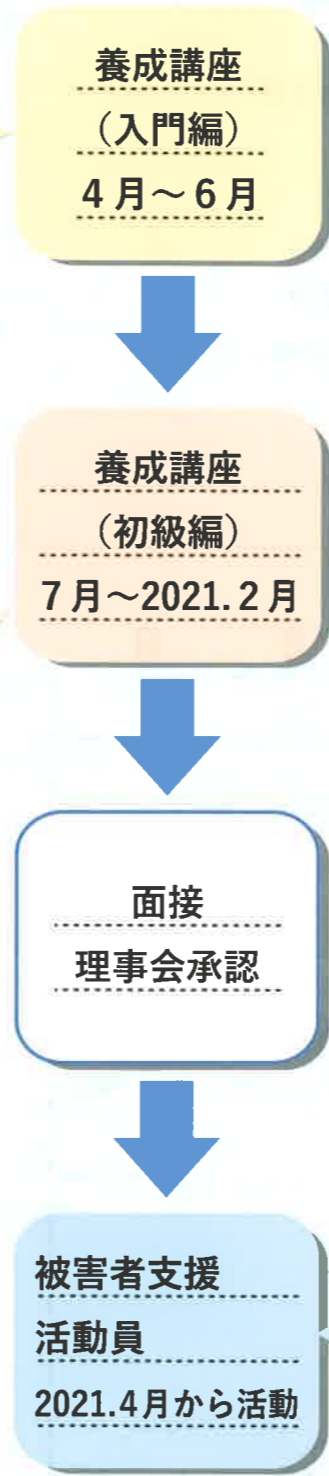 養成講座
（入門編）
4月～6月
養成講座
（初級編）
7月～2021.2月
面接
理事会承認
被害者支援
活動員
2021.4月から活動